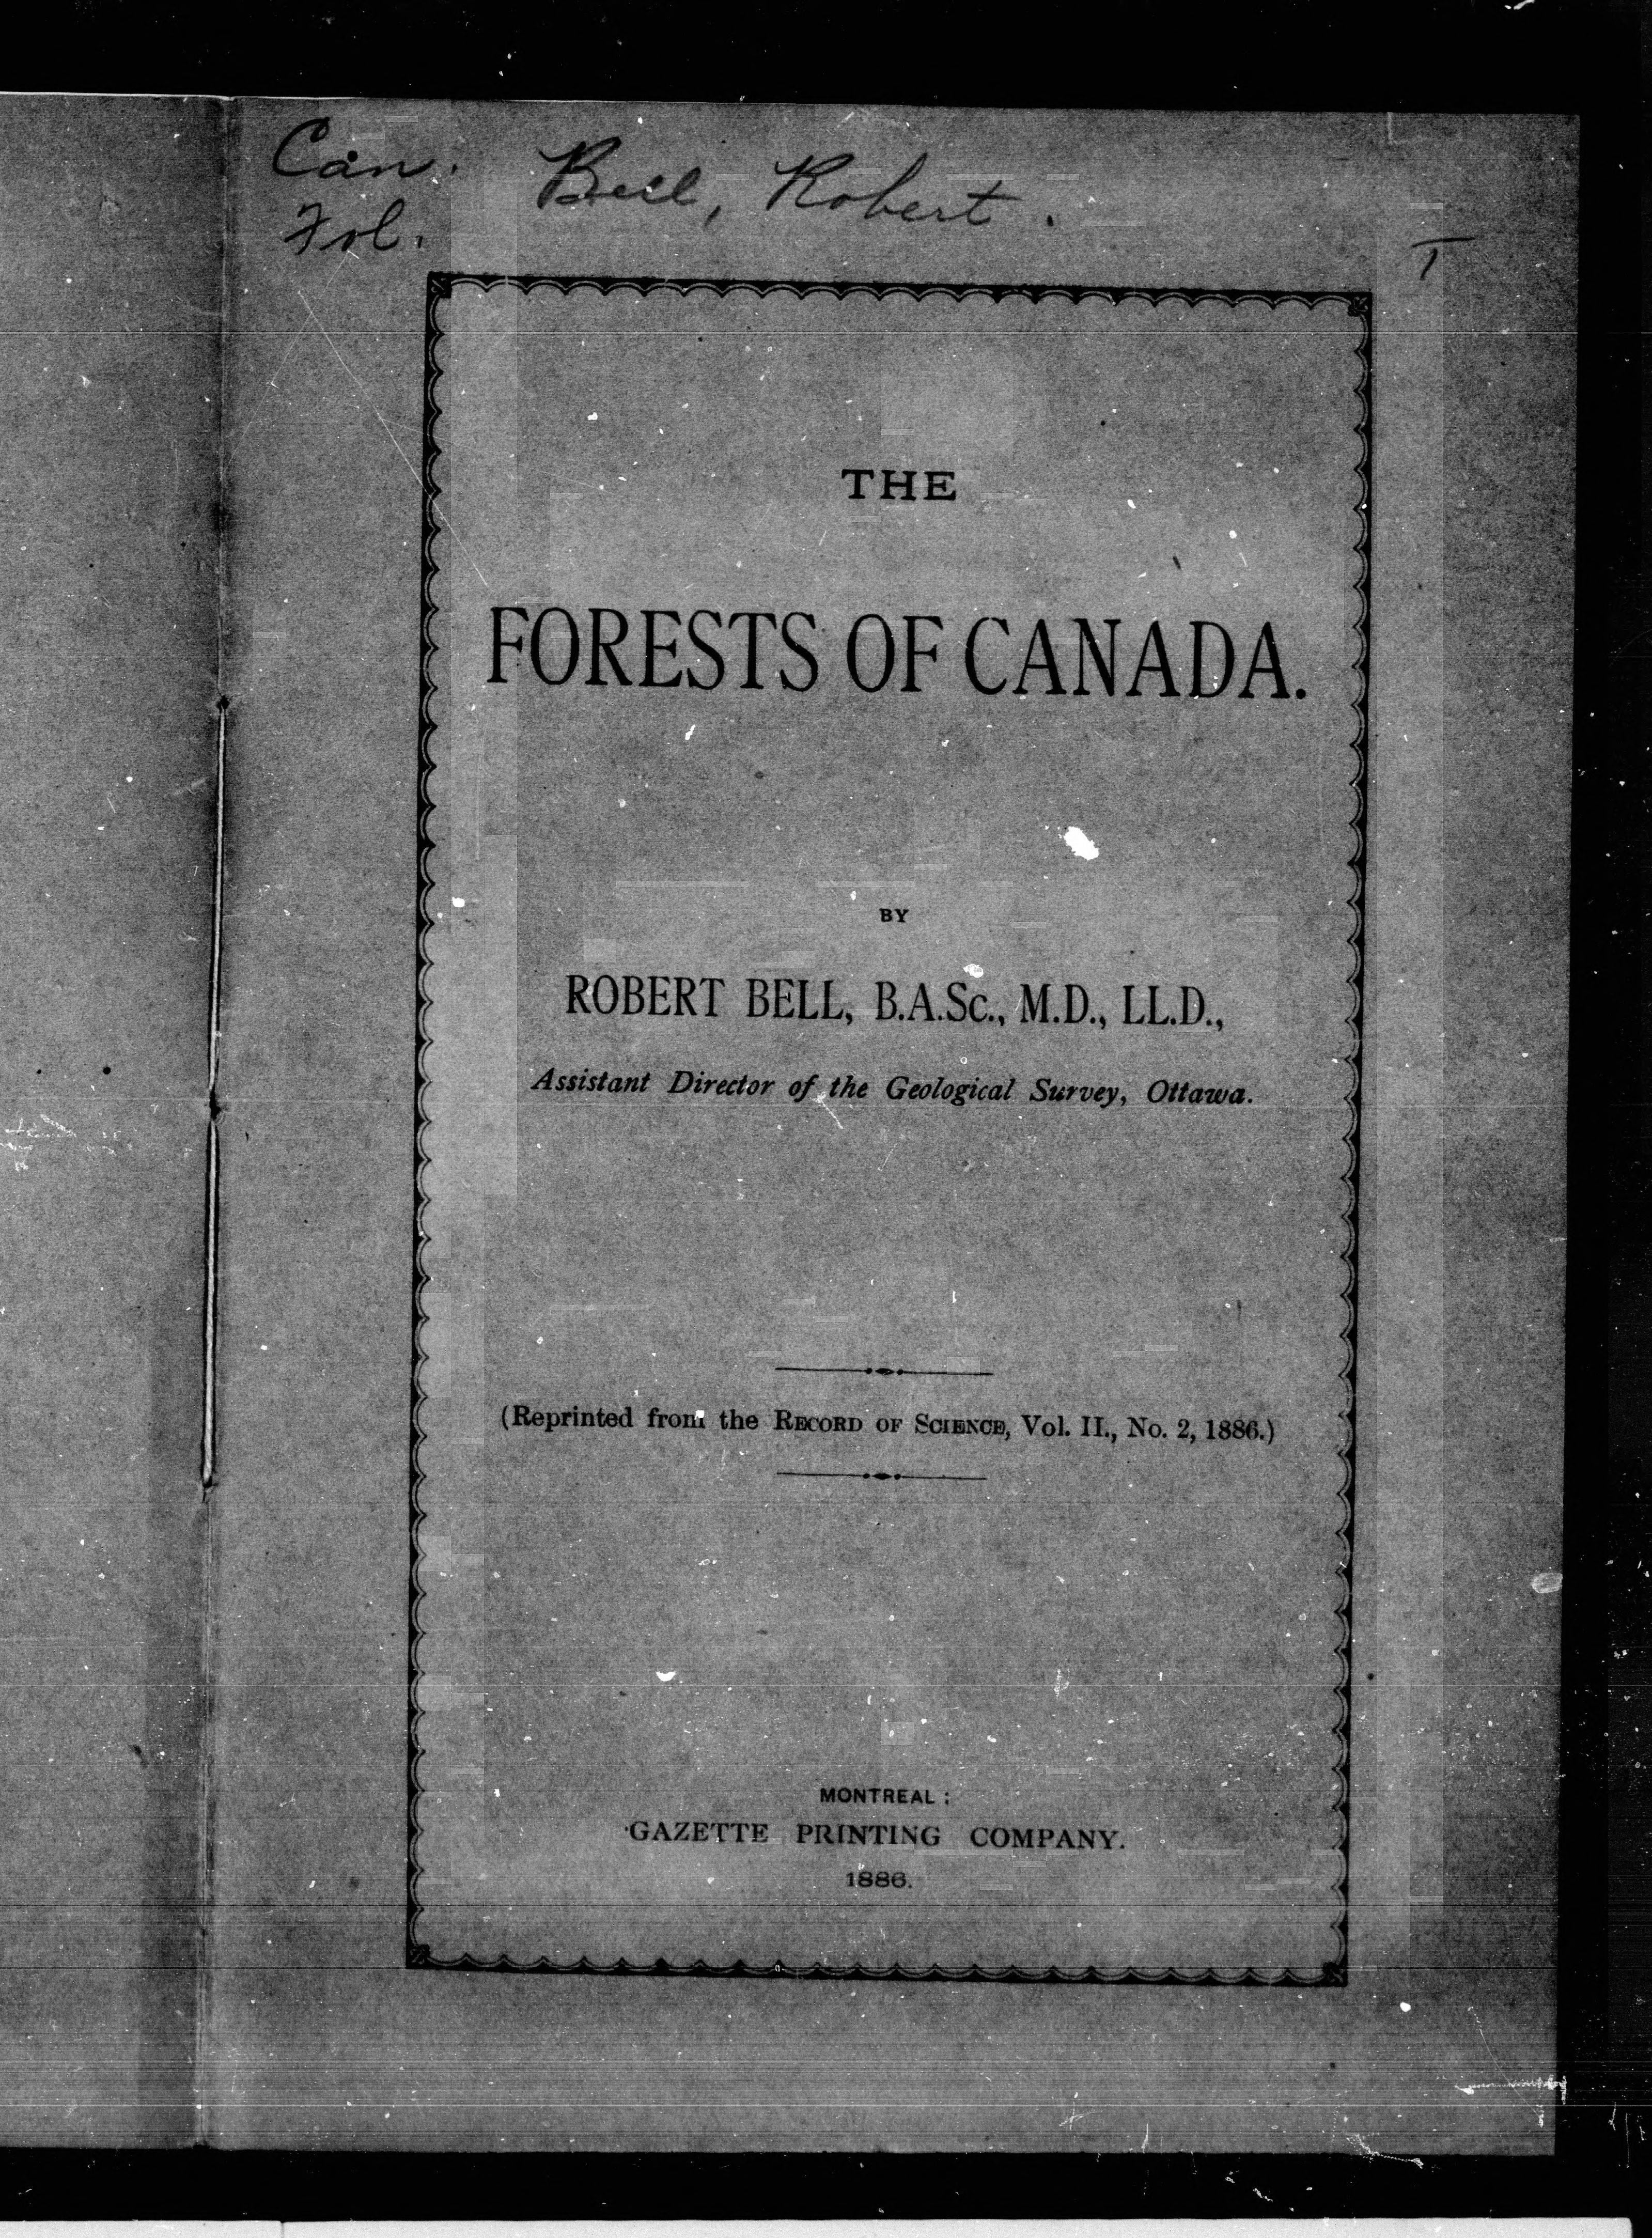 Can. Bell, Robert.
Fol.
T
THE
FORESTS OF CANADA.
BY
ROBERT BELL, B.A.Sc., M.D., LL.D.,
Assistant Director of the Geological Survey, Ottawa.
(Reprinted from the RECORD OF SCIENCE, Vol. II., No. 2, 1886.)
MONTREAL:
GAZETTE PRINTING COMPANY.
1886.